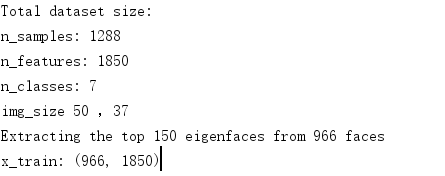 Total dataset size:
n_samples: 1288
n_features: 1850
n_classes: 7
img_size 50 , 37
Extracting the top 150 eigenfaces from 966 faces
x_train: (966, 1850)